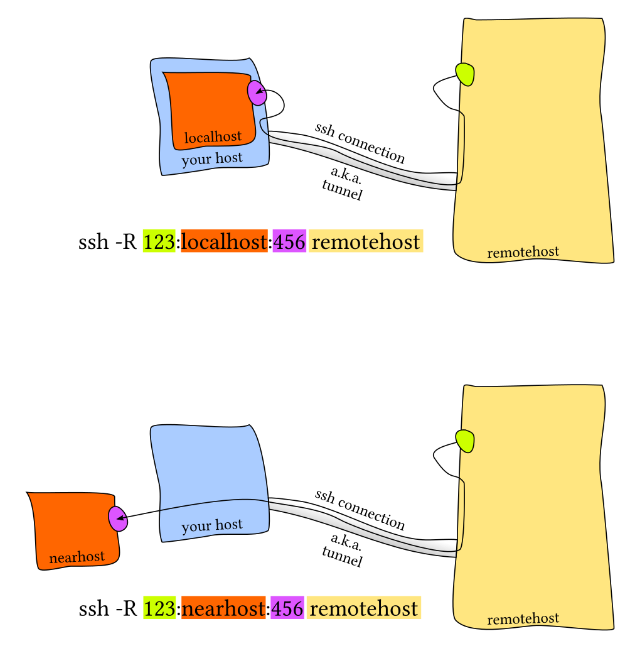 localhost
your host
ssh connection
a.k.a.
tunnel
remotehost
ssh -R 123:localhost:456 remotehost
nearhost
your host
ssh connection
a.k.a.
tunnel
remotehost
ssh -R 123:nearhost:456 remotehost